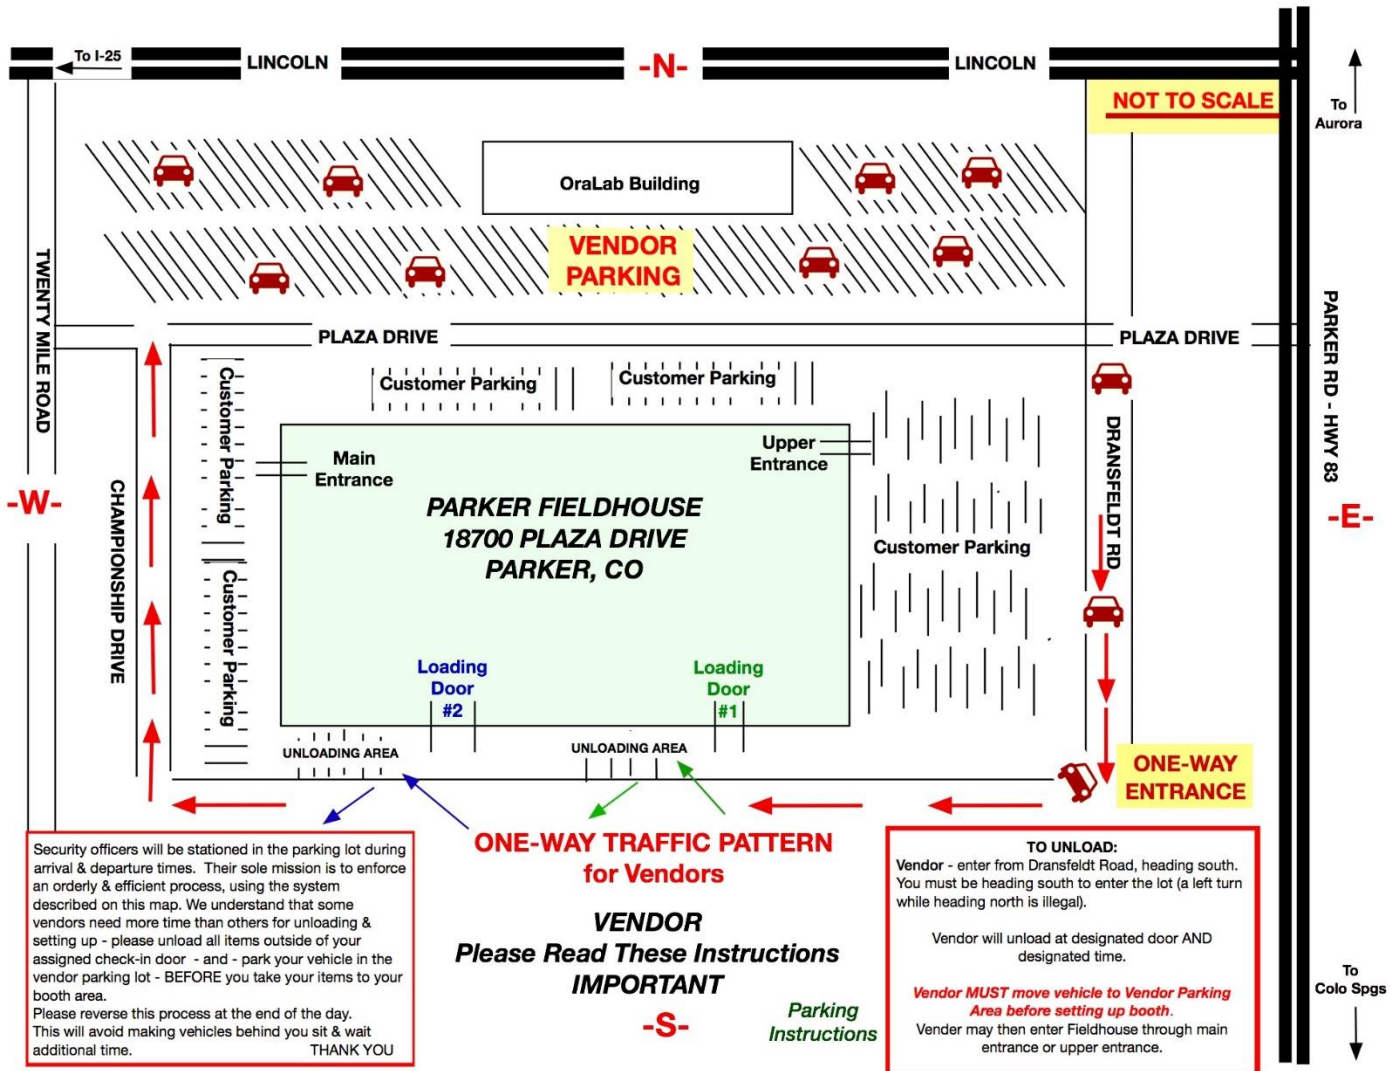 To I-25
LINCOLN
-N-
LINCOLN
NOT TO SCALE
To
Aurora
OraLab Building
VENDOR
PARKING
TWENTY MILE ROAD
PLAZA DRIVE
PLAZA DRIVE
PARKER RD - HWY 83
Customer Parking
Customer Parking
Customer Parking
Main
Entrance
Upper
Entrance
DRANSFELDT RD
-W-
CHAMPIONSHIP DRIVE
PARKER FIELDHOUSE
18700 PLAZA DRIVE
PARKER, CO
-E-
Customer Parking
Customer Parking
Loading
Door
#2
Loading
Door
#1
UNLOADING AREA
UNLOADING AREA
ONE-WAY
ENTRANCE
ONE-WAY TRAFFIC PATTERN
for Vendors
VENDOR
Please Read These Instructions
IMPORTANT
-S-
Parking
Instructions
Security officers will be stationed in the parking lot during
arrival & departure times. Their sole mission is to enforce
an orderly & efficient process, using the system
described on this map. We understand that some
vendors need more time than others for unloading &
setting up - please unload all items outside of your
assigned check-in door - and - park your vehicle in the
vendor parking lot - BEFORE you take your items to your
booth area.
Please reverse this process at the end of the day.
This will avoid making vehicles behind you sit & wait
additional time. THANK YOU
TO UNLOAD:
Vendor - enter from Dransfeldt Road, heading south.
You must be heading south to enter the lot (a left turn
while heading north is illegal).
Vendor will unload at designated door AND
designated time.
Vendor MUST move vehicle to Vendor Parking
Area before setting up booth.
Vender may then enter Fieldhouse through main
entrance or upper entrance.
To
Colo Spgs